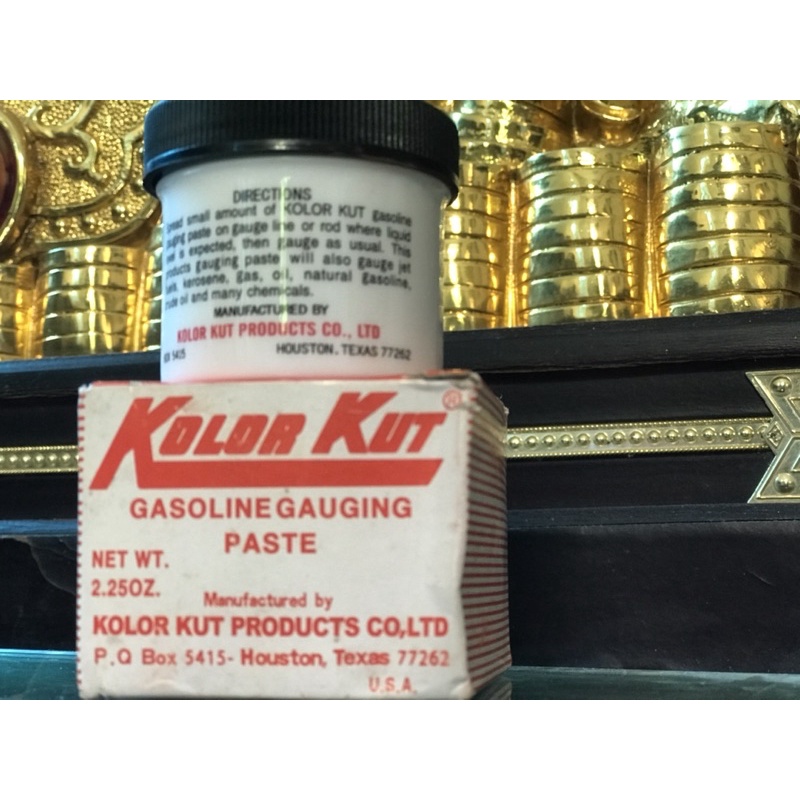 DIRECTIONS
small amount of KOLOR KUT gasoline
paste on gauge line or rod where liquid
is expected, then gauge as usual. This
gauging paste will also gauge jet
kerosene, gas, oil, natural gasoline,
oil and many chemicals.
MANUFACTURED BY
KOLOR KUT PRODUCTS CO., LTD
5415 HOUSTON, TEXAS 77262
KOLOR KUT ®
GASOLINE GAUGING
PASTE
NET WT.
2.25OZ.
Manufactured by
KOLOR KUT PRODUCTS CO,LTD
P.O Box 5415- Houston, Texas 77262
U.S.A.